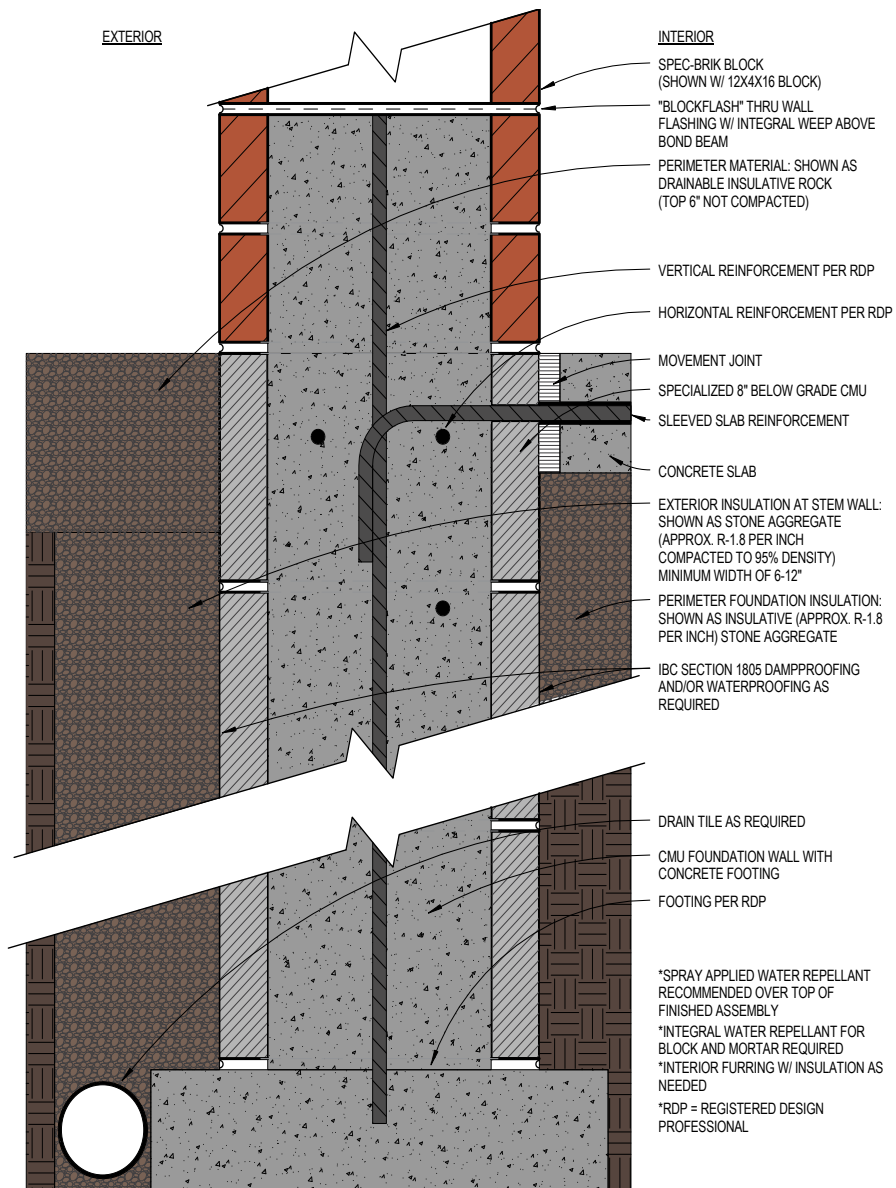 EXTERIOR
INTERIOR
SPEC-BRIK BLOCK
(SHOWN W/ 12X4X16 BLOCK)
"BLOCKFLASH" THRU WALL
FLASHING W/ INTEGRAL WEEP ABOVE
BOND BEAM
PERIMETER MATERIAL: SHOWN AS
DRAINABLE INSULATIVE ROCK
(TOP 6" NOT COMPACTED)
VERTICAL REINFORCEMENT PER RDP
HORIZONTAL REINFORCEMENT PER RDP
MOVEMENT JOINT
SPECIALIZED 8" BELOW GRADE CMU
SLEEVED SLAB REINFORCEMENT
CONCRETE SLAB
EXTERIOR INSULATION AT STEM WALL:
SHOWN AS STONE AGGREGATE
(APPROX. R-1.8 PER INCH
COMPACTED TO 95% DENSITY)
MINIMUM WIDTH OF 6-12"
PERIMETER FOUNDATION INSULATION:
SHOWN AS INSULATIVE (APPROX. R-1.8
PER INCH) STONE AGGREGATE
IBC SECTION 1805 DAMPPROOFING
AND/OR WATERPROOFING AS
REQUIRED
DRAIN TILE AS REQUIRED
CMU FOUNDATION WALL WITH
CONCRETE FOOTING
FOOTING PER RDP
*SPRAY APPLIED WATER REPELLANT
RECOMMENDED OVER TOP OF
FINISHED ASSEMBLY
*INTEGRAL WATER REPELLANT FOR
BLOCK AND MORTAR REQUIRED
*INTERIOR FURRING W/ INSULATION AS
NEEDED
*RDP = REGISTERED DESIGN
PROFESSIONAL